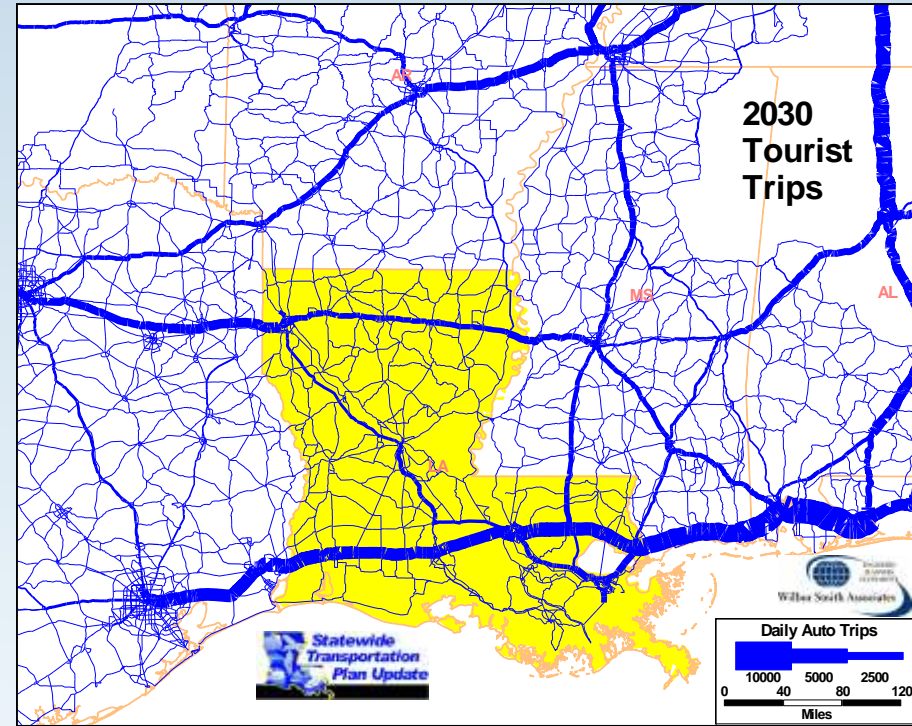 AR
2030
Tourist
Trips
MS
AL
LA
Wilbur Smith Associates
Statewide
Transportation
Plan Update
Daily Auto Trips
10000 5000 2500
0 40 80 120
Miles